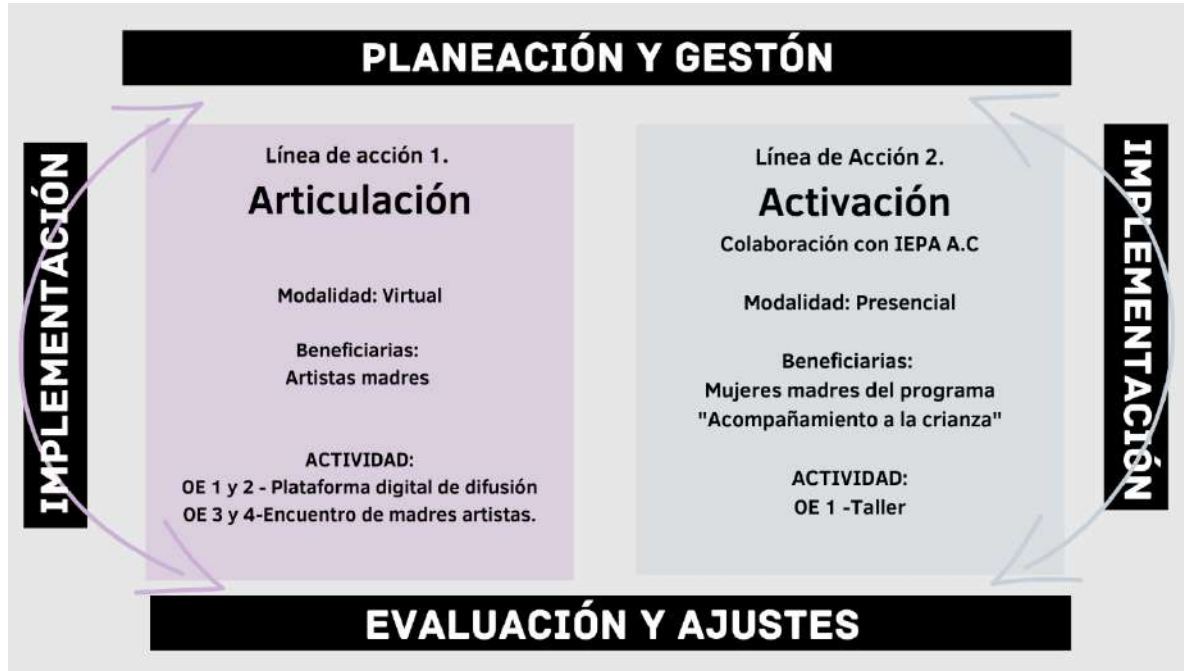 PLANEACIÓN Y GESTÓN
IMPLEMENTACIÓN
Línea de acción 1.
Articulación
Modalidad: Virtual
Beneficiarias:
Artistas madres
ACTIVIDAD:
OE 1 y 2 - Plataforma digital de difusión
OE 3 y 4-Encuentro de madres artistas.
Línea de Acción 2.
Activación
Colaboración con IEPA A.C
Modalidad: Presencial
Beneficiarias:
Mujeres madres del programa
"Acompañamiento a la crianza"
ACTIVIDAD:
OE 1 -Taller
IMPLEMENTACIÓN
EVALUACIÓN Y AJUSTES